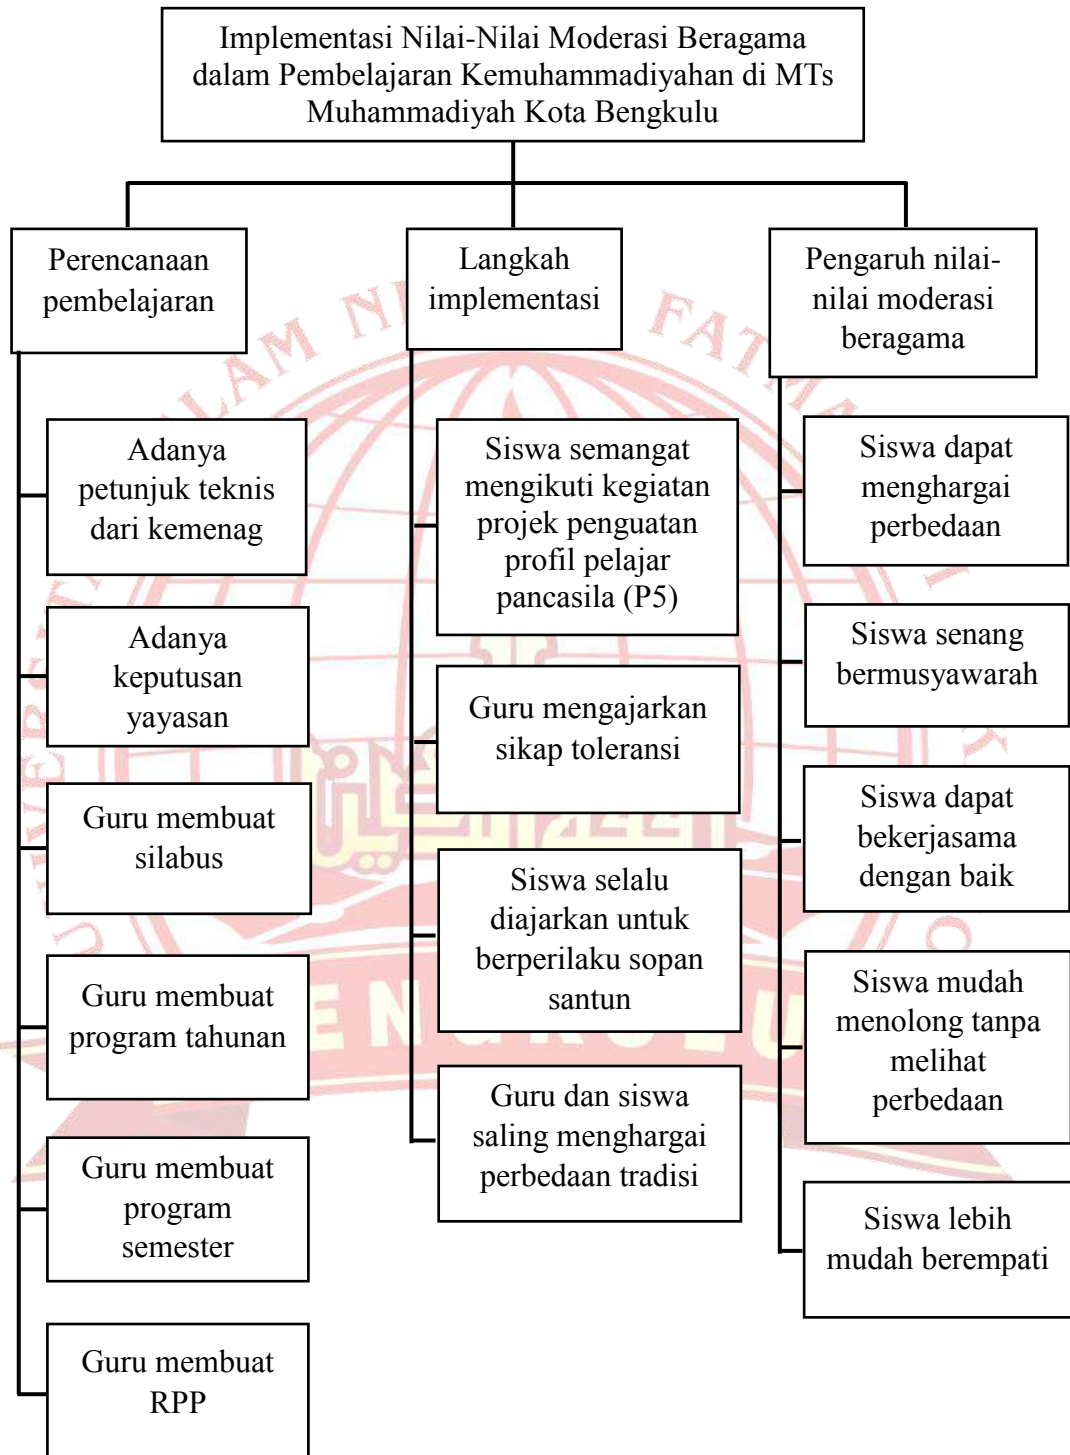 Implementasi Nilai-Nilai Moderasi Beragama
dalam Pembelajaran Kemuhammadiyahan di MTs
Muhammadiyah Kota Bengkulu
Perencanaan
pembelajaran
Adanya
petunjuk teknis
dari kemenag
Adanya
keputusan
yayasan
Guru membuat
silabus
Guru membuat
program tahunan
Guru membuat
program
semester
Guru membuat
RPP
Langkah
implementasi
Siswa semangat
mengikuti kegiatan
projek penguatan
profil pelajar
pancasila (P5)
Guru mengajarkan
sikap toleransi
Siswa selalu
diajarkan untuk
berperilaku sopan
santun
Guru dan siswa
saling menghargai
perbedaan tradisi
Pengaruh nilai-
nilai moderasi
beragama
Siswa dapat
menghargai
perbedaan
Siswa senang
bermusyawarah
Siswa dapat
bekerjasama
dengan baik
Siswa mudah
menolong tanpa
melihat
perbedaan
Siswa lebih
mudah berempati